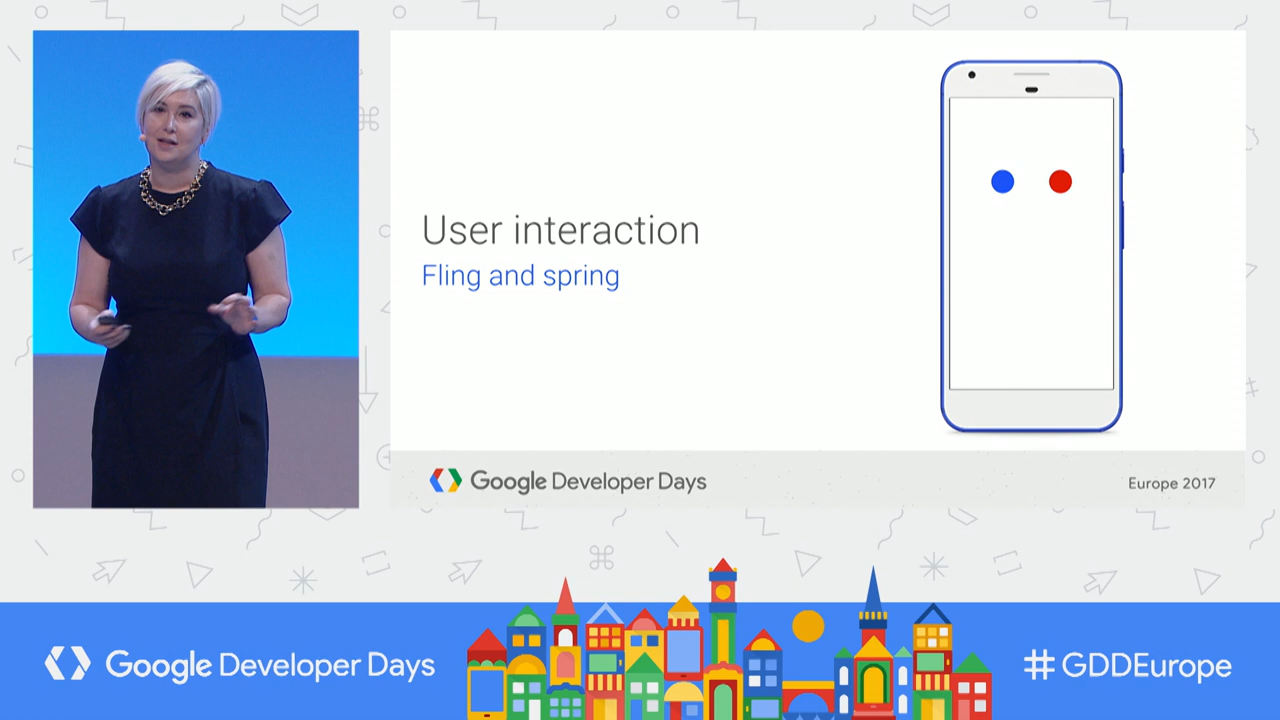 User interaction
Fling and spring
Google Developer Days
Europe 2017
Google Developer Days
#GDDEurope